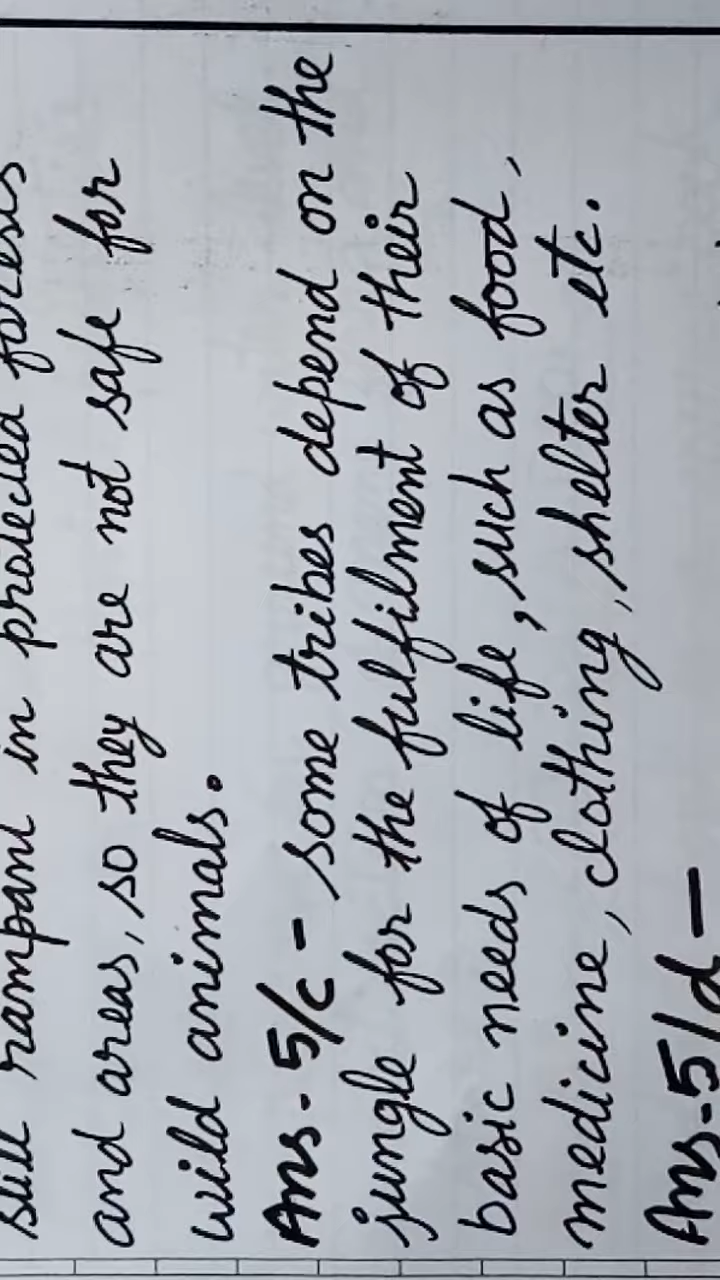 still rampant in protected forests
and areas, so they are not safe for
wild animals.
Ans - 5/c - some tribes depend on the
jungle for the fulfilment of their
basic needs of life, such as food,
medicine, clothing, shelter etc.
Ans - 5/d -